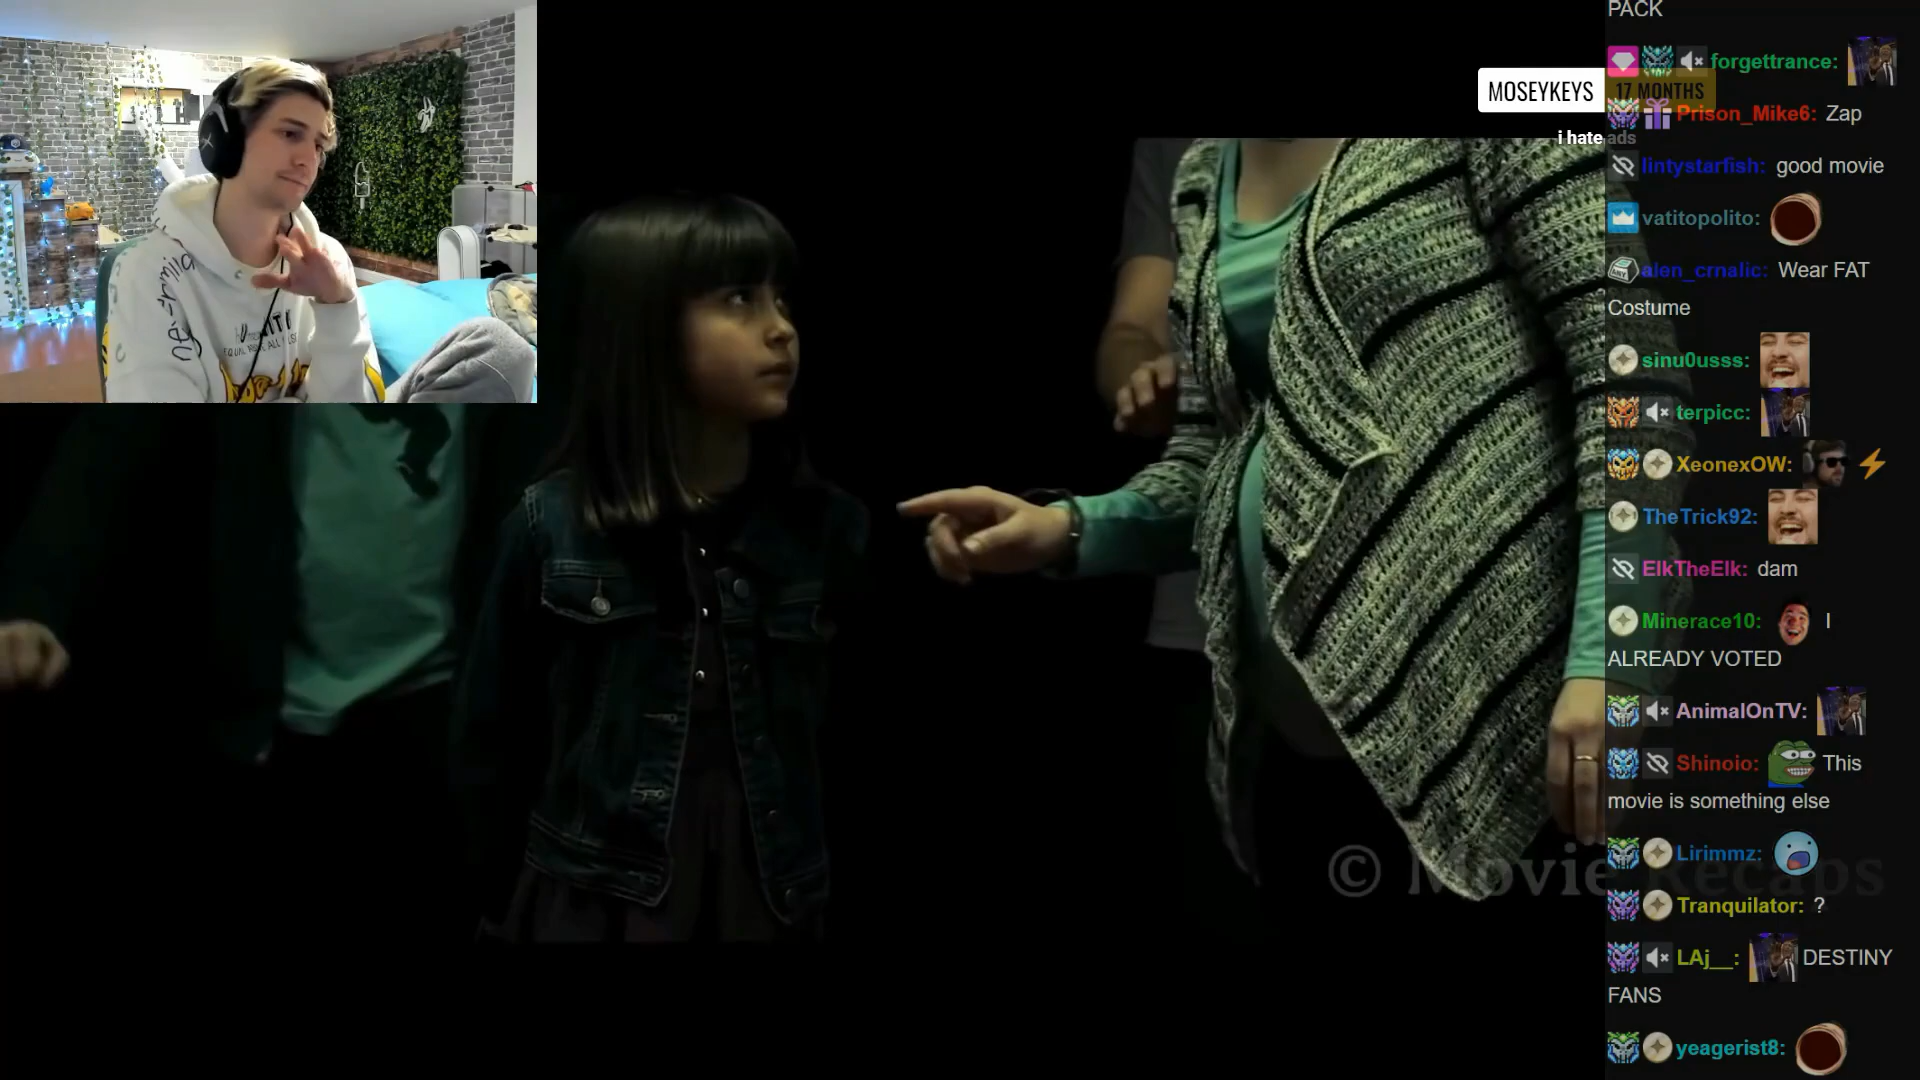 PACK
forgettrance:
MOSEYKEYS 17 MONTHS
Prison_Mike6: Zap
i hate ads
lintystarfish: good movie
vatitopolito:
alen_crnalic: Wear FAT
Costume
sinu0usss:
terpicc:
XeonexOW:
TheTrick92:
ElkTheElk: dam
Minerace10: I
ALREADY VOTED
AnimalOnTV:
Shinoio: This
movie is something else
Lirimmz:
© Movie Recaps
Tranquilator: ?
LAj__: DESTINY
FANS
yeagerist8: